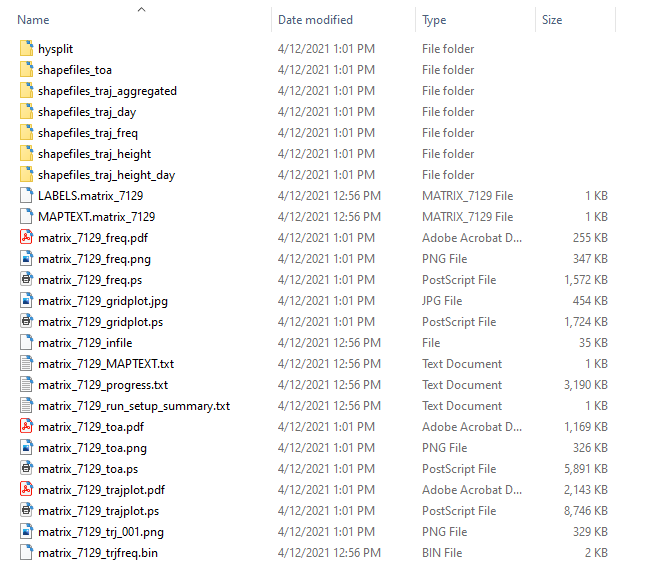 Name Date modified Type Size
hysplit 4/12/2021 1:01 PM File folder
shapefiles_toa 4/12/2021 1:01 PM File folder
shapefiles_traj_aggregated 4/12/2021 1:01 PM File folder
shapefiles_traj_day 4/12/2021 1:01 PM File folder
shapefiles_traj_freq 4/12/2021 1:01 PM File folder
shapefiles_traj_height 4/12/2021 1:01 PM File folder
shapefiles_traj_height_day 4/12/2021 1:01 PM File folder
LABELS.matrix_7129 4/12/2021 12:56 PM MATRIX_7129 File 1 KB
MAPTEXT.matrix_7129 4/12/2021 12:56 PM MATRIX_7129 File 1 KB
matrix_7129_freq.pdf 4/12/2021 1:01 PM Adobe Acrobat D... 255 KB
matrix_7129_freq.png 4/12/2021 1:01 PM PNG File 347 KB
matrix_7129_freq.ps 4/12/2021 1:01 PM PostScript File 1,572 KB
matrix_7129_gridplot.jpg 4/12/2021 1:01 PM JPG File 454 KB
matrix_7129_gridplot.ps 4/12/2021 1:01 PM PostScript File 1,724 KB
matrix_7129_infile 4/12/2021 12:56 PM File 35 KB
matrix_7129_MAPTEXT.txt 4/12/2021 12:56 PM Text Document 1 KB
matrix_7129_progress.txt 4/12/2021 12:56 PM Text Document 3,190 KB
matrix_7129_run_setup_summary.txt 4/12/2021 12:56 PM Text Document 1 KB
matrix_7129_toa.pdf 4/12/2021 1:01 PM Adobe Acrobat D... 1,169 KB
matrix_7129_toa.png 4/12/2021 1:01 PM PNG File 326 KB
matrix_7129_toa.ps 4/12/2021 1:01 PM PostScript File 5,891 KB
matrix_7129_trajplot.pdf 4/12/2021 1:01 PM Adobe Acrobat D... 2,143 KB
matrix_7129_trajplot.ps 4/12/2021 1:01 PM PostScript File 8,746 KB
matrix_7129_trj_001.png 4/12/2021 1:01 PM PNG File 329 KB
matrix_7129_trjfreq.bin 4/12/2021 12:56 PM BIN File 2 KB